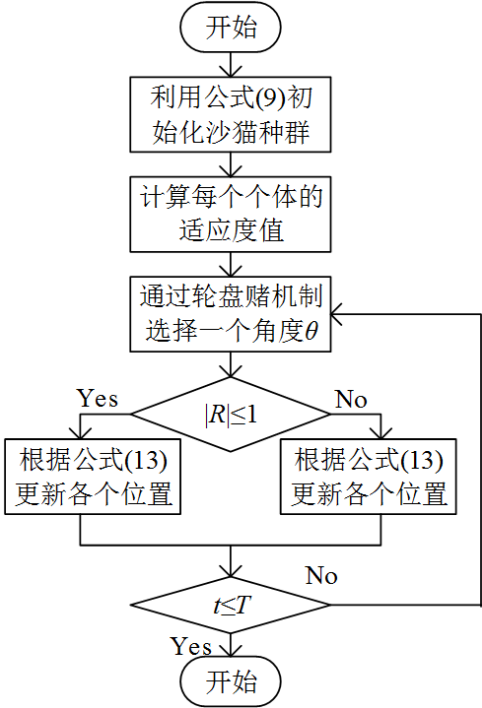 开始
利用公式(9)初
始化沙猫种群
计算每个个体的
适应度值
通过轮盘赌机制
选择一个角度θ
Yes
|R|≤1
No
根据公式(13)
更新各个位置
根据公式(13)
更新各个位置
No
t≤T
Yes
开始